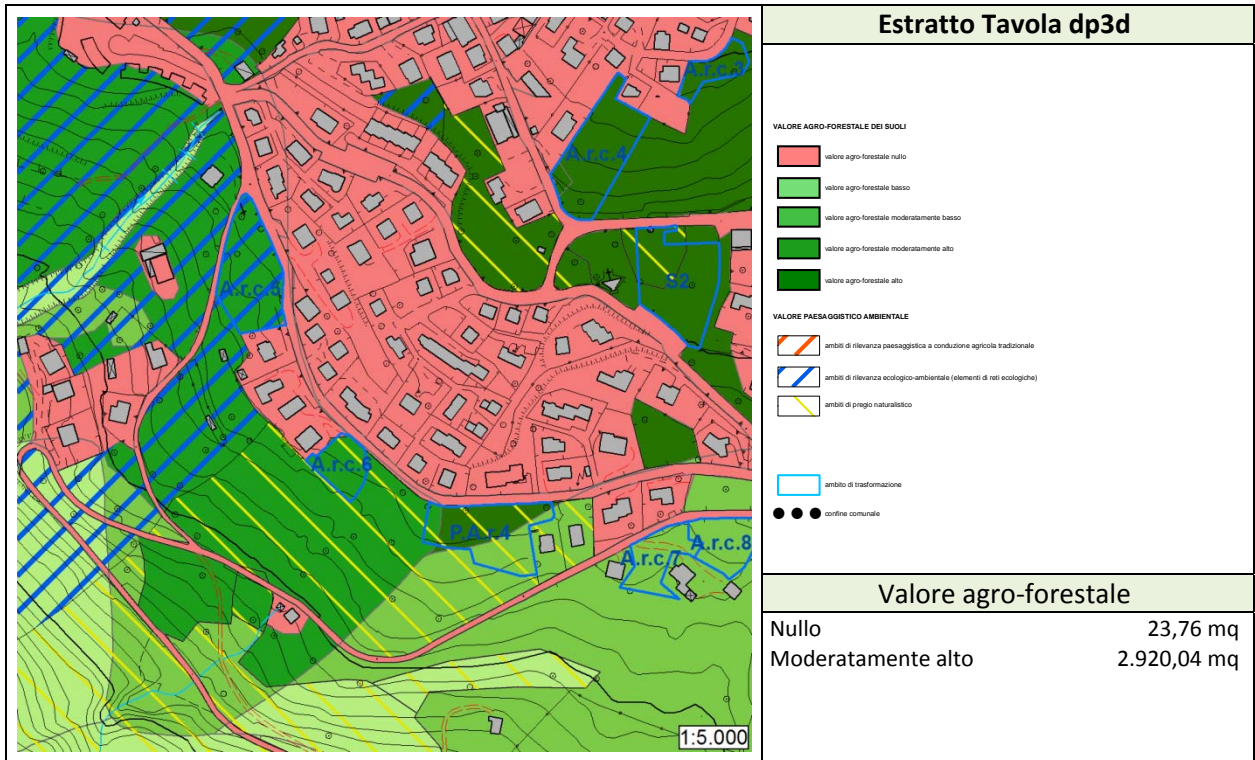 Estratto Tavola dp3d
A.r.c.3
A.r.c.4
S2
A.r.c.5
A.r.c.6
P.A.r.4
A.r.c.7
A.r.c.8
1:5.000
VALORE AGRO-FORESTALE DEI SUOLI
valore agro-forestale nullo
valore agro-forestale basso
valore agro-forestale moderatamente basso
valore agro-forestale moderatamente alto
valore agro-forestale alto
VALORE PAESAGGISTICO AMBIENTALE
ambiti di rilevanza paesaggistica a conduzione agricola tradizionale
ambiti di rilevanza ecologico-ambientale (elementi di reti ecologiche)
ambiti di pregio naturalistico
ambito di trasformazione
confine comunale
Valore agro-forestale
Nullo 23,76 mq
Moderatamente alto 2.920,04 mq